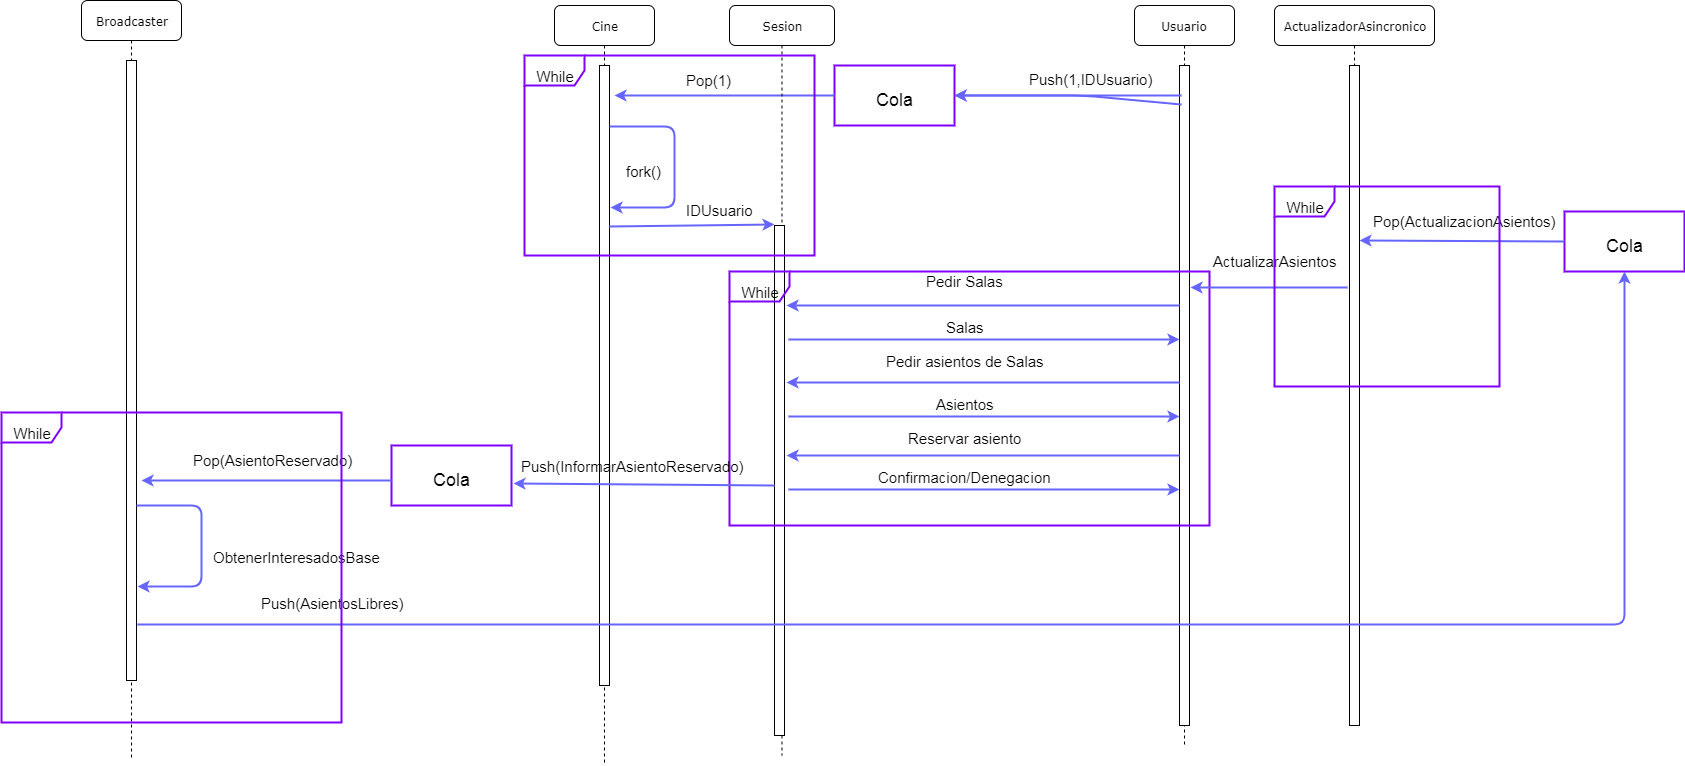 Broadcaster
Cine
Sesion
Usuario
ActualizadorAsincronico
While
Pop(1)
Cola
Push(1,IDUsuario)
fork()
IDUsuario
While
Pop(ActualizacionAsientos)
Cola
ActualizarAsientos
While
Pedir Salas
Salas
Pedir asientos de Salas
Asientos
Reservar asiento
Confirmacion/Denegacion
While
Pop(AsientoReservado)
Cola
Push(InformarAsientoReservado)
ObtenerInteresadosBase
Push(AsientosLibres)